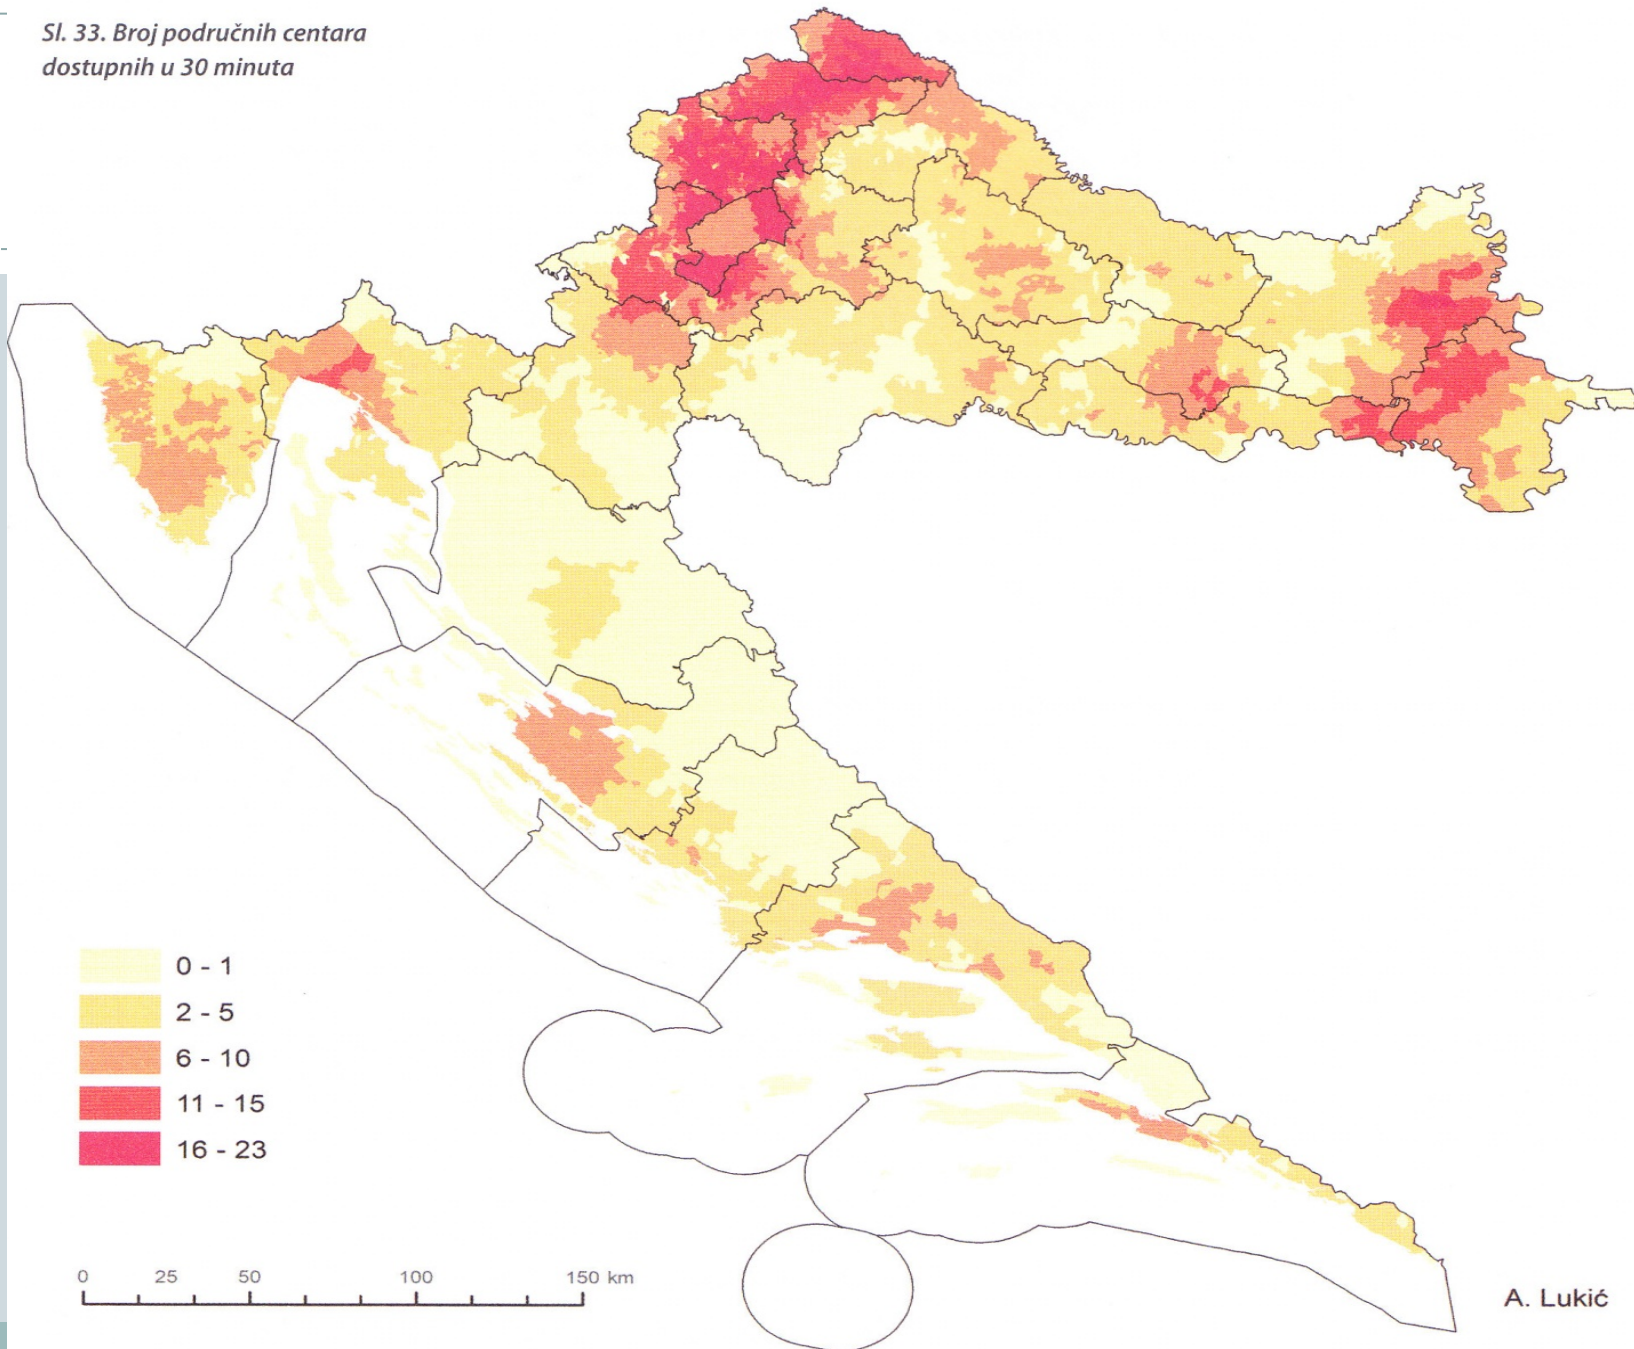 Sl. 33. Broj područnih centara
dostupnih u 30 minuta
0 - 1
2 - 5
6 - 10
11 - 15
16 - 23
0 25 50 100 150 km
A. Lukić